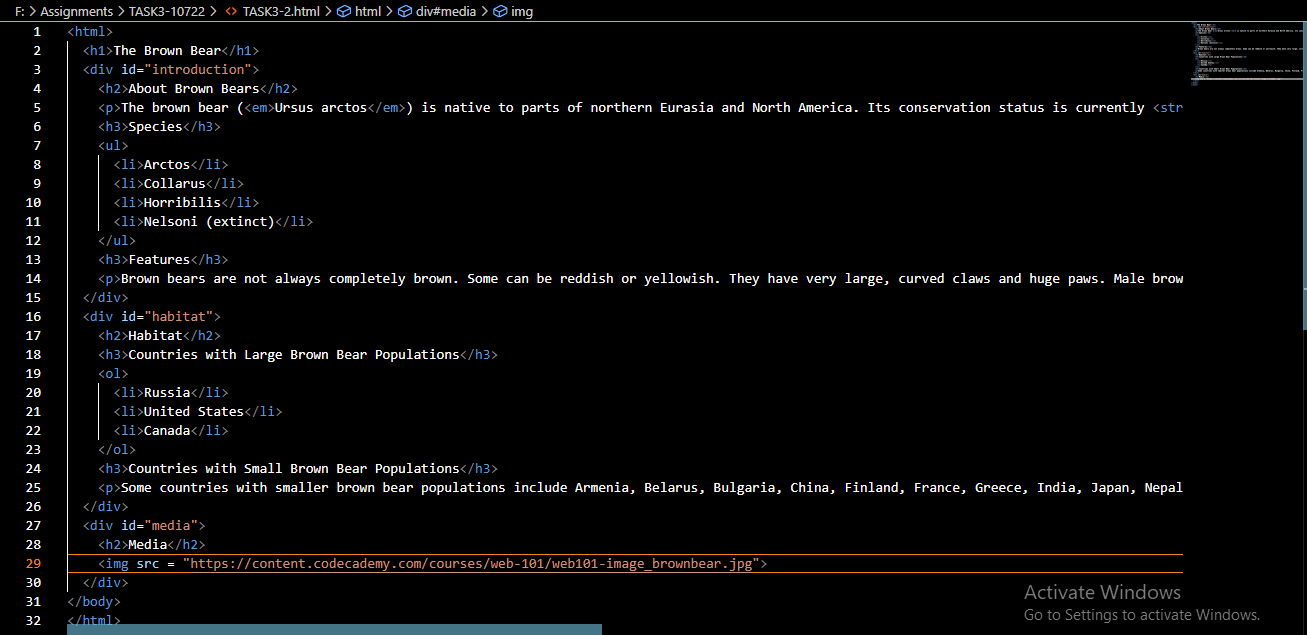 F: > Assignments > TASK3-10722 > <> TASK3-2.html > html > div#media > img
1 <html>
2 <h1>The Brown Bear</h1>
3 <div id="introduction">
4 <h2>About Brown Bears</h2>
5 <p>The brown bear (<em>Ursus arctos</em>) is native to parts of northern Eurasia and North America. Its conservation status is currently <str
6 <h3>Species</h3>
7 <ul>
8 <li>Arctos</li>
9 <li>Collarus</li>
10 <li>Horribilis</li>
11 <li>Nelsoni (extinct)</li>
12 </ul>
13 <h3>Features</h3>
14 <p>Brown bears are not always completely brown. Some can be reddish or yellowish. They have very large, curved claws and huge paws. Male brow
15 </div>
16 <div id="habitat">
17 <h2>Habitat</h2>
18 <h3>Countries with Large Brown Bear Populations</h3>
19 <ol>
20 <li>Russia</li>
21 <li>United States</li>
22 <li>Canada</li>
23 </ol>
24 <h3>Countries with Small Brown Bear Populations</h3>
25 <p>Some countries with smaller brown bear populations include Armenia, Belarus, Bulgaria, China, Finland, France, Greece, India, Japan, Nepal
26 </div>
27 <div id="media">
28 <h2>Media</h2>
29 <img src = "https://content.codecademy.com/courses/web-101/web101-image_brownbear.jpg">
30 </div>
31 </body>
32 </html>
Activate Windows
Go to Settings to activate Windows.